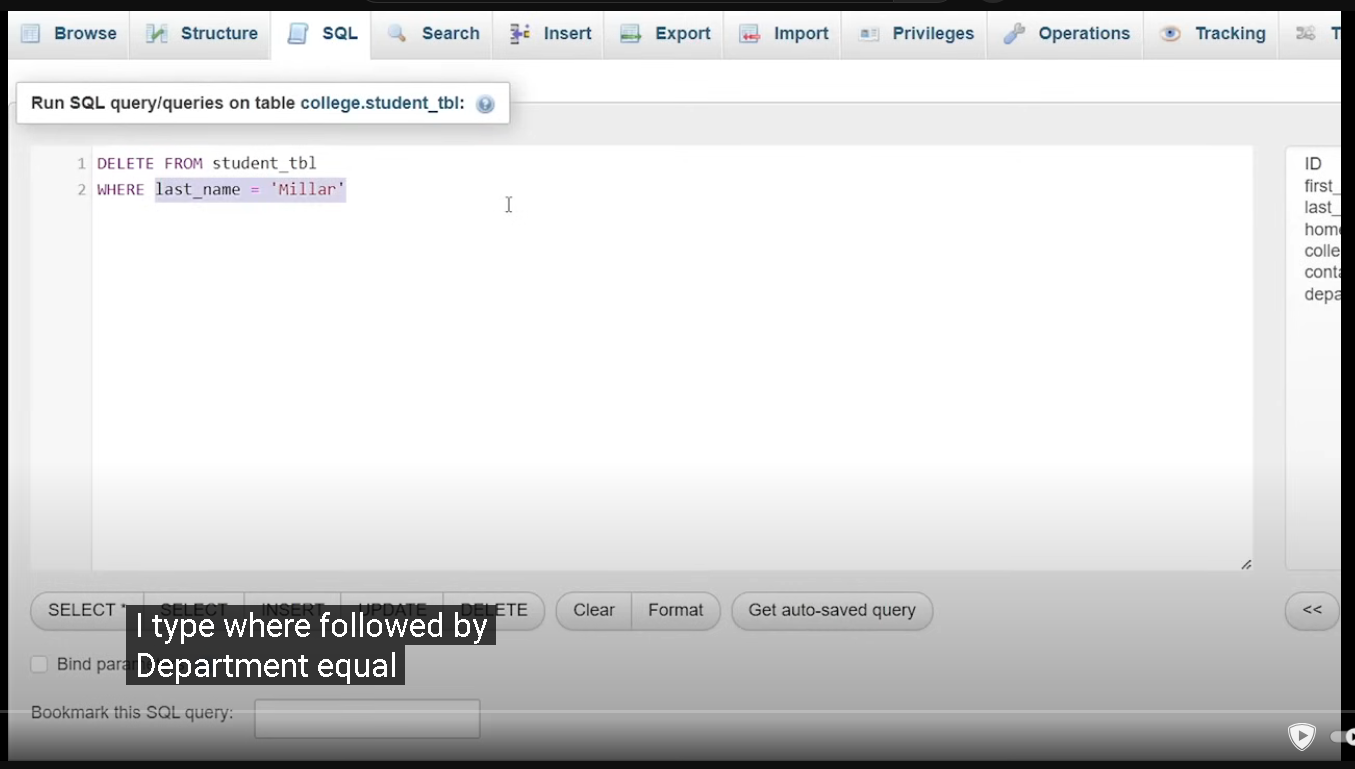 Browse Structure SQL Search Insert Export Import Privileges Operations Tracking T
Run SQL query/queries on table college.student_tbl:
1 DELETE FROM student_tbl
2 WHERE last_name = 'Millar'
ID
first_
last_
home
colle
conta
depa
SELECT * SELECT INSERT UPDATE DELETE Clear Format Get auto-saved query <<
I type where followed by
Department equal
Bind para
Bookmark this SQL query: